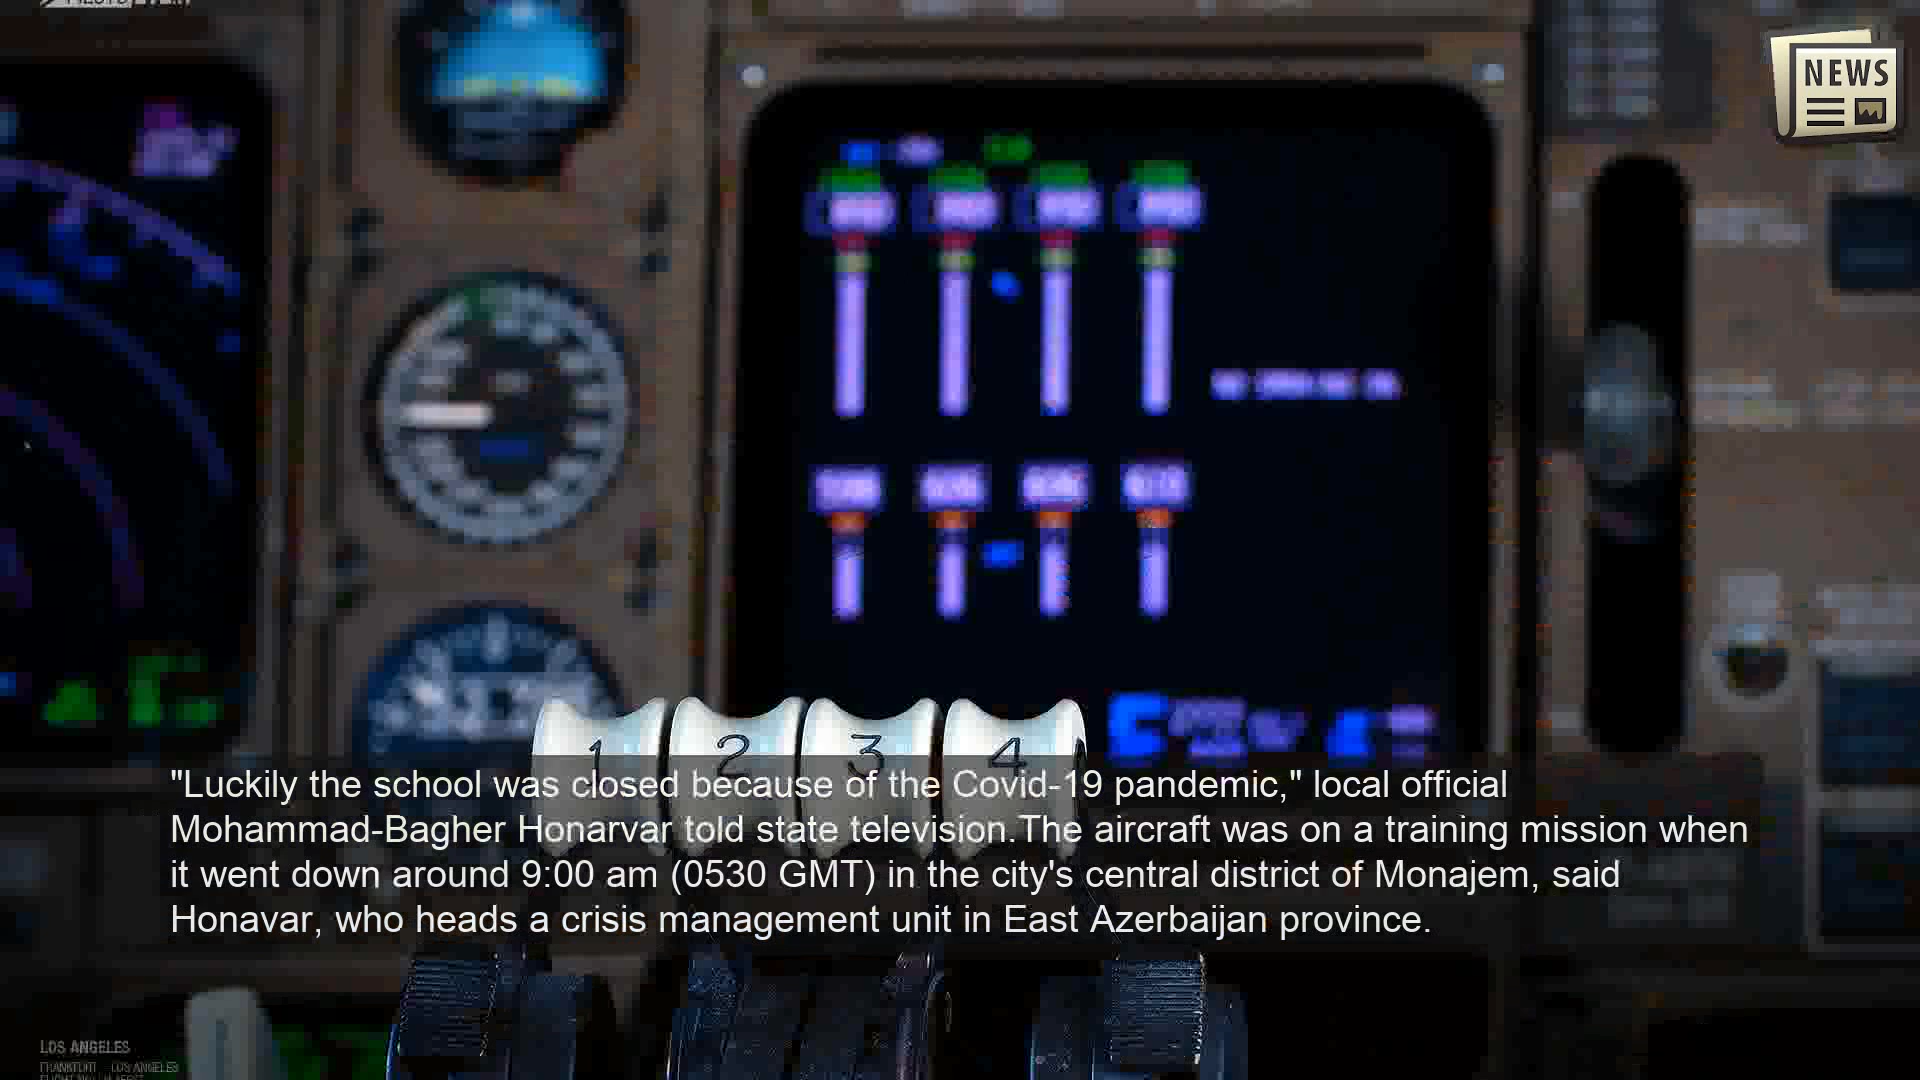 NEWS
1 2 3 4
"Luckily the school was closed because of the Covid-19 pandemic," local official
Mohammad-Bagher Honarvar told state television.The aircraft was on a training mission when
it went down around 9:00 am (0530 GMT) in the city's central district of Monajem, said
Honavar, who heads a crisis management unit in East Azerbaijan province.
LOS ANGELES
FRANKFURT LOS ANGELES